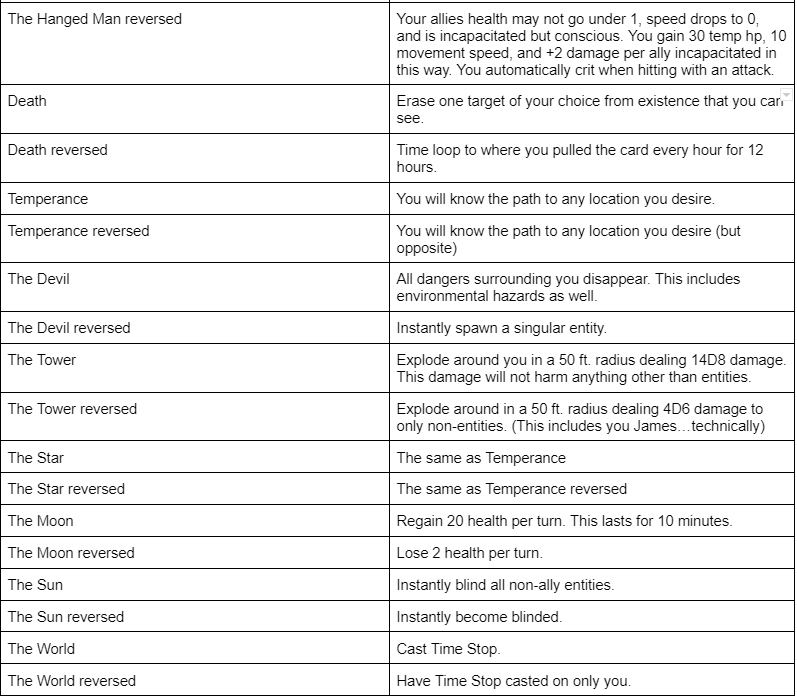 The Hanged Man reversed
Your allies health may not go under 1, speed drops to 0,
and is incapacitated but conscious. You gain 30 temp hp, 10
movement speed, and +2 damage per ally incapacitated in
this way. You automatically crit when hitting with an attack.
Death
Erase one target of your choice from existence that you can
see.
Death reversed
Time loop to where you pulled the card every hour for 12
hours.
Temperance
You will know the path to any location you desire.
Temperance reversed
You will know the path to any location you desire (but
opposite)
The Devil
All dangers surrounding you disappear. This includes
environmental hazards as well.
The Devil reversed
Instantly spawn a singular entity.
The Tower
Explode around you in a 50 ft. radius dealing 14D8 damage.
This damage will not harm anything other than entities.
The Tower reversed
Explode around in a 50 ft. radius dealing 4D6 damage to
only non-entities. (This includes you James...technically)
The Star
The same as Temperance
The Star reversed
The same as Temperance reversed
The Moon
Regain 20 health per turn. This lasts for 10 minutes.
The Moon reversed
Lose 2 health per turn.
The Sun
Instantly blind all non-ally entities.
The Sun reversed
Instantly become blinded.
The World
Cast Time Stop.
The World reversed
Have Time Stop casted on only you.